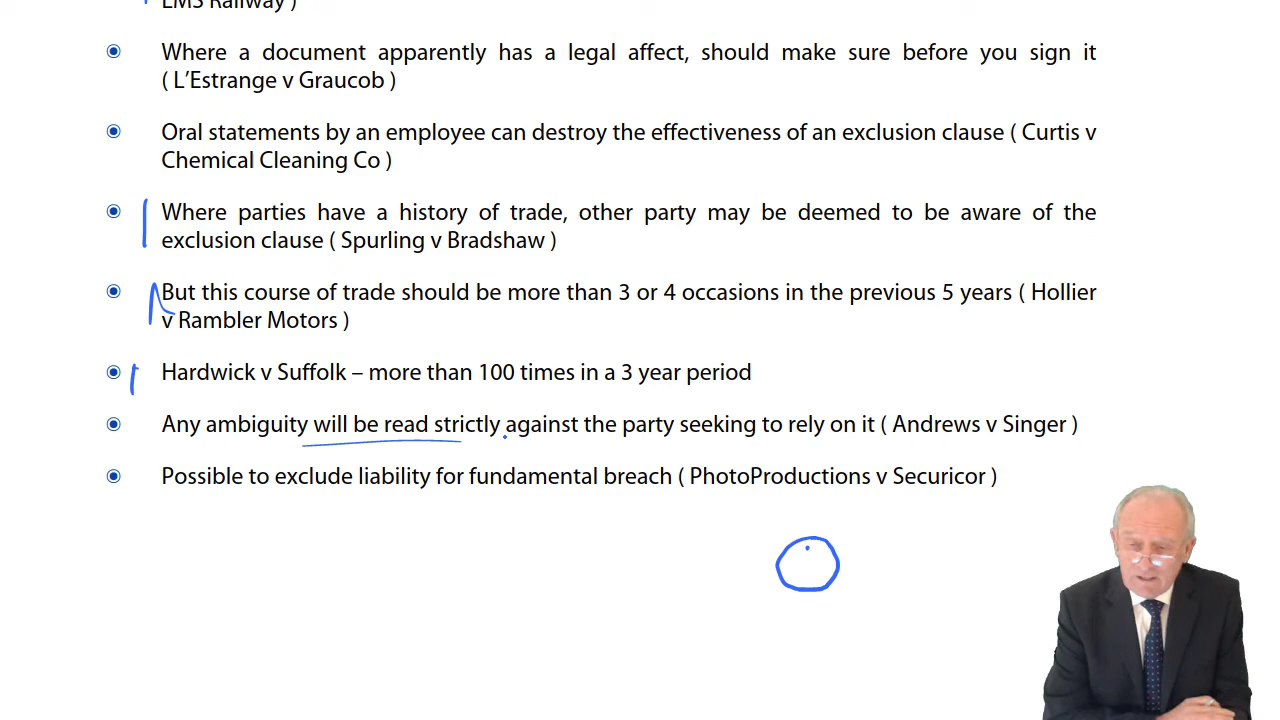 LMS Railway )
Where a document apparently has a legal affect, should make sure before you sign it
( L’Estrange v Graucob )
Oral statements by an employee can destroy the effectiveness of an exclusion clause ( Curtis v
Chemical Cleaning Co )
Where parties have a history of trade, other party may be deemed to be aware of the
exclusion clause ( Spurling v Bradshaw )
But this course of trade should be more than 3 or 4 occasions in the previous 5 years ( Hollier
v Rambler Motors )
Hardwick v Suffolk – more than 100 times in a 3 year period
Any ambiguity will be read strictly against the party seeking to rely on it ( Andrews v Singer )
Possible to exclude liability for fundamental breach ( PhotoProductions v Securicor )